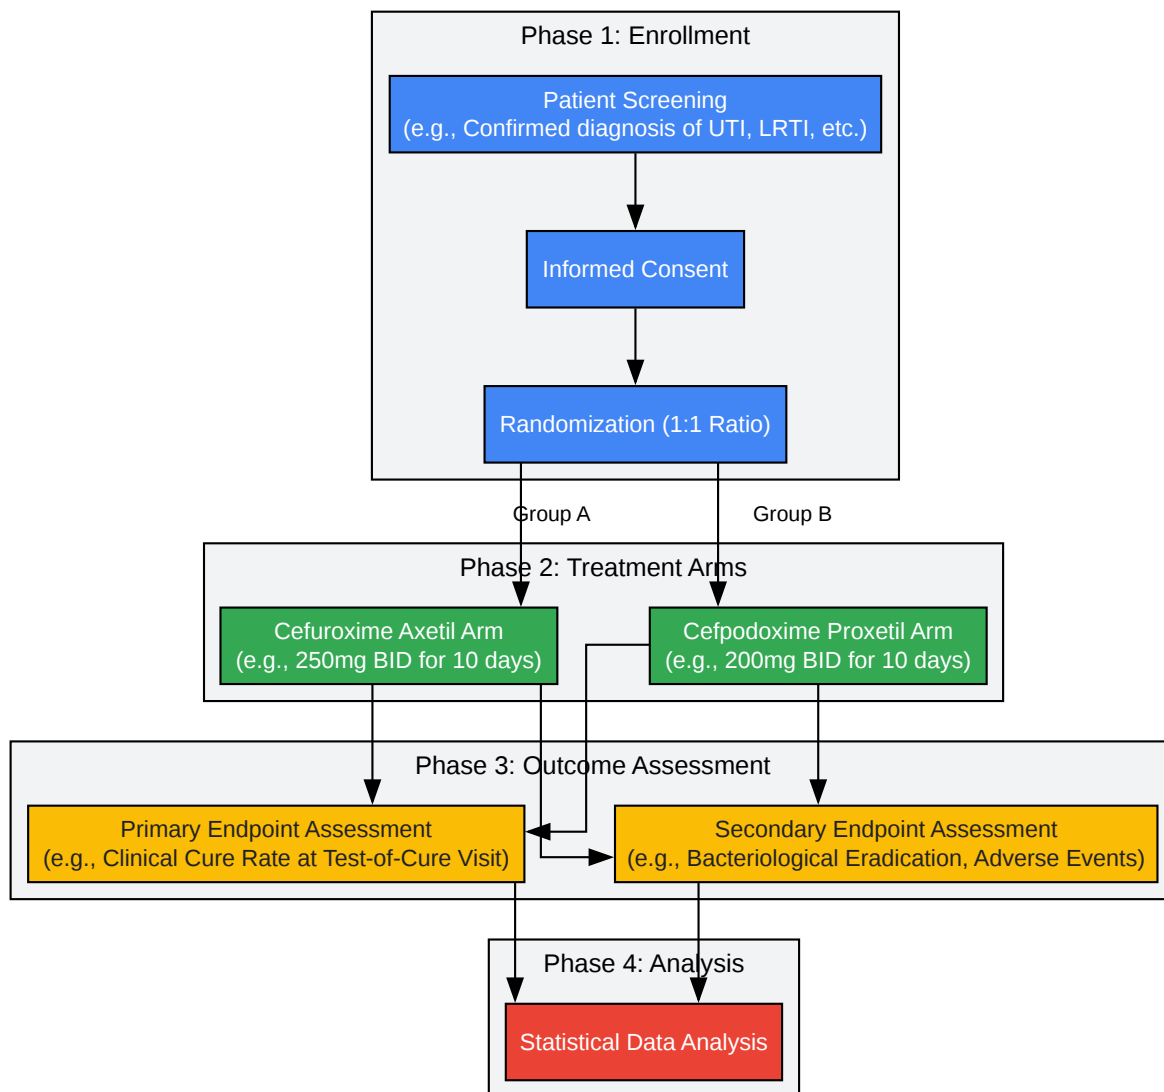 Phase 1: Enrollment
Patient Screening
(e.g., Confirmed diagnosis of UTI, LRTI, etc.)
Informed Consent
Randomization (1:1 Ratio)
Group A
Group B
Phase 2: Treatment Arms
Cefuroxime Axetil Arm
(e.g., 250mg BID for 10 days)
Cefpodoxime Proxetil Arm
(e.g., 200mg BID for 10 days)
Phase 3: Outcome Assessment
Primary Endpoint Assessment
(e.g., Clinical Cure Rate at Test-of-Cure Visit)
Secondary Endpoint Assessment
(e.g., Bacteriological Eradication, Adverse Events)
Phase 4: Analysis
Statistical Data Analysis